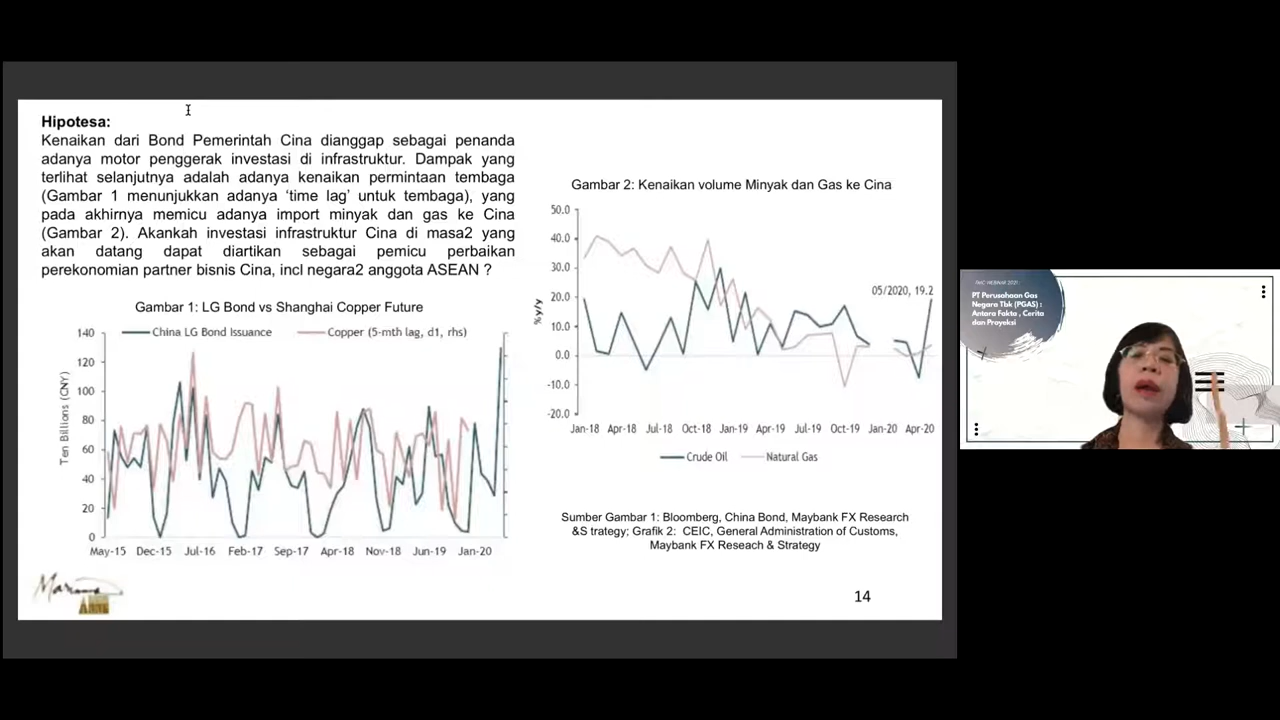 Hipotesa:
Kenaikan dari Bond Pemerintah Cina dianggap sebagai penanda
adanya motor penggerak investasi di infrastruktur. Dampak yang
terlihat selanjutnya adalah adanya kenaikan permintaan tembaga
(Gambar 1 menunjukkan adanya ‘time lag’ untuk tembaga), yang
pada akhirnya memicu adanya import minyak dan gas ke Cina
(Gambar 2). Akankah investasi infrastruktur Cina di masa2 yang
akan datang dapat diartikan sebagai pemicu perbaikan
perekonomian partner bisnis Cina, incl negara2 anggota ASEAN ?
Gambar 1: LG Bond vs Shanghai Copper Future
China LG Bond Issuance
Copper (5-mth lag, d1, rhs)
Ten Billions (CNY)
140
120
100
80
60
40
20
0
May-15 Dec-15 Jul-16 Feb-17 Sep-17 Apr-18 Nov-18 Jun-19 Jan-20
Gambar 2: Kenaikan volume Minyak dan Gas ke Cina
%y/y
50.0
40.0
30.0
20.0
10.0
0.0
-10.0
-20.0
05/2020, 19.2
Jan-18 Apr-18 Jul-18 Oct-18 Jan-19 Apr-19 Jul-19 Oct-19 Jan-20 Apr-20
Crude Oil
Natural Gas
Sumber Gambar 1: Bloomberg, China Bond, Maybank FX Research
&S trategy; Grafik 2: CEIC, General Administration of Customs,
Maybank FX Reseach & Strategy
14
PT Perusahaan Gas
Negara Tbk (PGAS) :
Antara Fakta , Cerita
dan Proyeksi